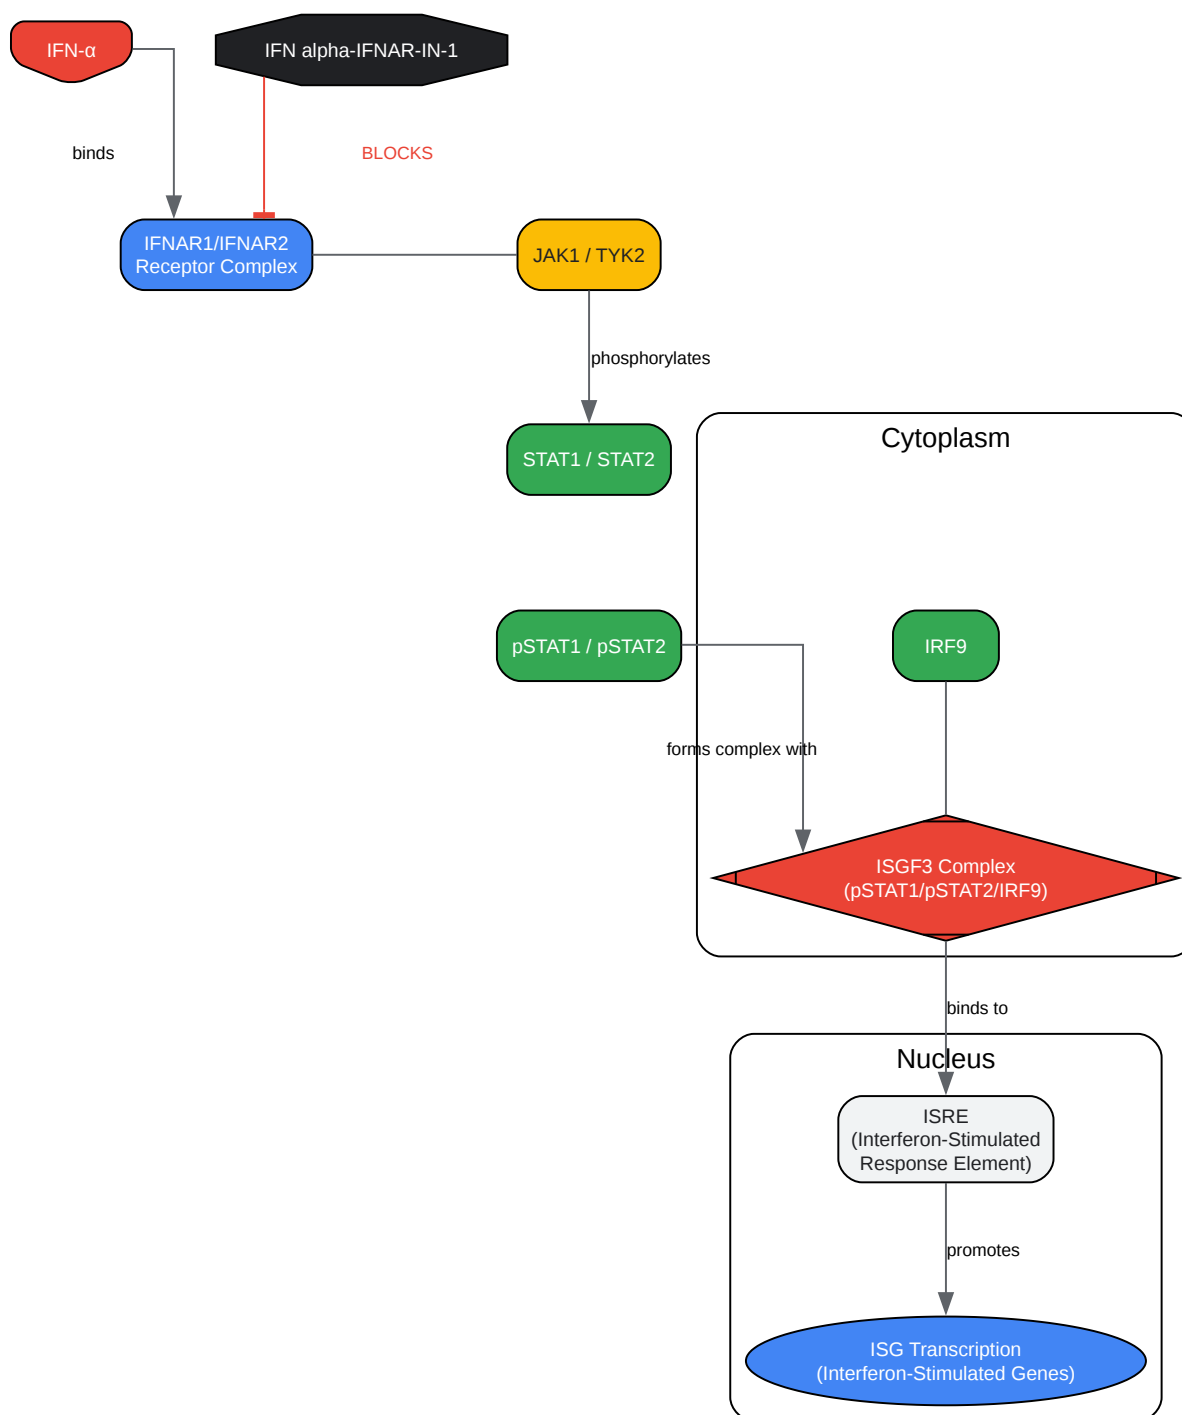 IFN-α
IFN alpha-IFNAR-IN-1
binds
BLOCKS
IFNAR1/IFNAR2
Receptor Complex
JAK1 / TYK2
phosphorylates
Cytoplasm
STAT1 / STAT2
pSTAT1 / pSTAT2
IRF9
forms complex with
ISGF3 Complex
(pSTAT1/pSTAT2/IRF9)
binds to
Nucleus
ISRE
(Interferon-Stimulated
Response Element)
promotes
ISG Transcription
(Interferon-Stimulated Genes)